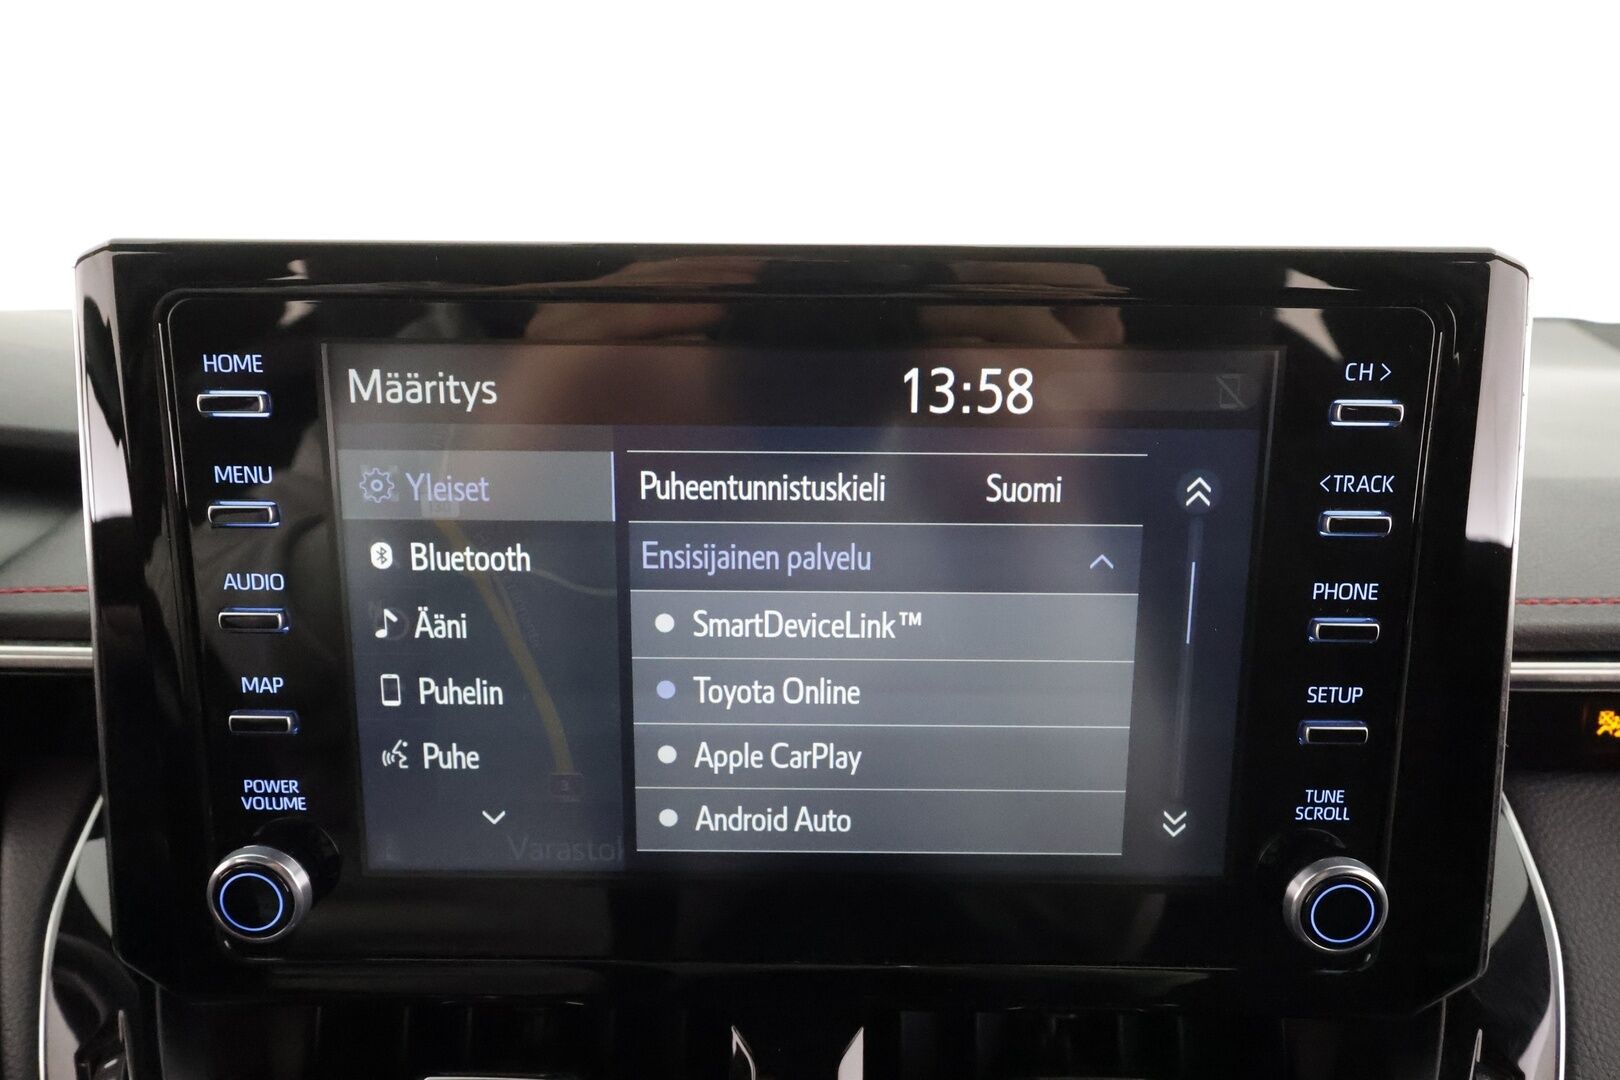 HOME
MENU
AUDIO
MAP
POWER
VOLUME
Määritys
13:58
Yleiset
Bluetooth
Ääni
Puhelin
Puhe
Puheentunnistuskieli Suomi
Ensisijainen palvelu
SmartDeviceLink™
Toyota Online
Apple CarPlay
Android Auto
CH >
<TRACK
PHONE
SETUP
TUNE
SCROLL